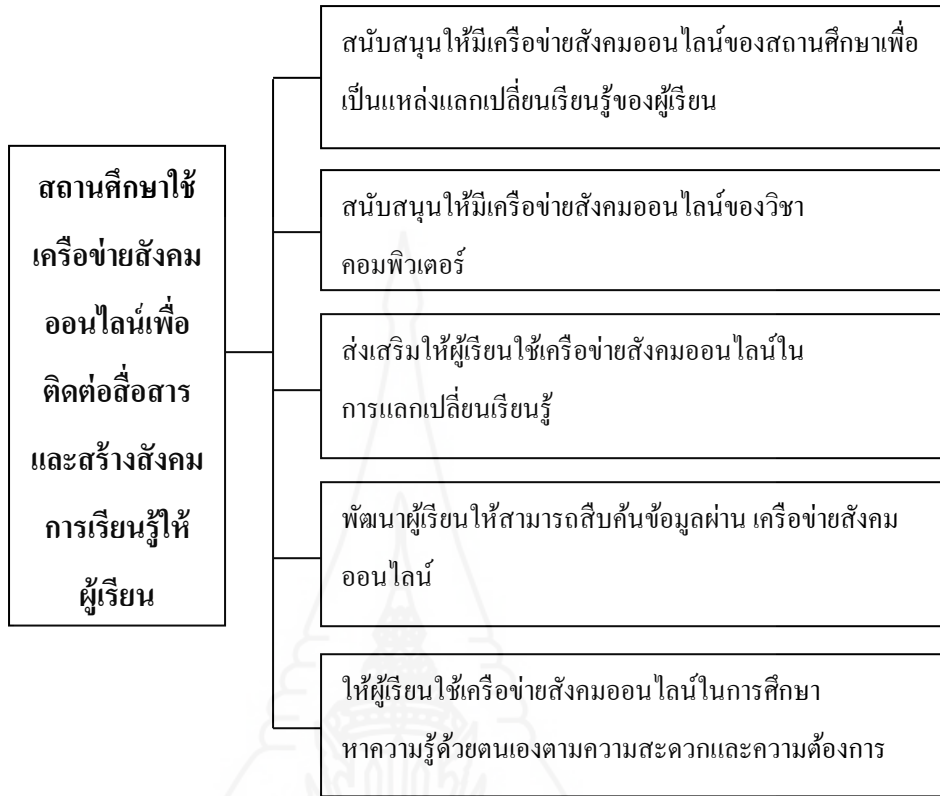 สถานศึกษาใช้
เครือข่ายสังคม
ออนไลน์เพื่อ
ติดต่อสื่อสาร
และสร้างสังคม
การเรียนรู้ให้
ผู้เรียน
สนับสนุนให้มีเครือข่ายสังคมออนไลน์ของสถานศึกษาเพื่อ
เป็นแหล่งแลกเปลี่ยนเรียนรู้ของผู้เรียน
สนับสนุนให้มีเครือข่ายสังคมออนไลน์ของวิชา
คอมพิวเตอร์
ส่งเสริมให้ผู้เรียนใช้เครือข่ายสังคมออนไลน์ใน
การแลกเปลี่ยนเรียนรู้
พัฒนาผู้เรียนให้สามารถสืบค้นข้อมูลผ่าน เครือข่ายสังคม
ออนไลน์
ให้ผู้เรียนใช้เครือข่ายสังคมออนไลน์ในการศึกษา
หาความรู้ด้วยตนเองตามความสะดวกและความต้องการ